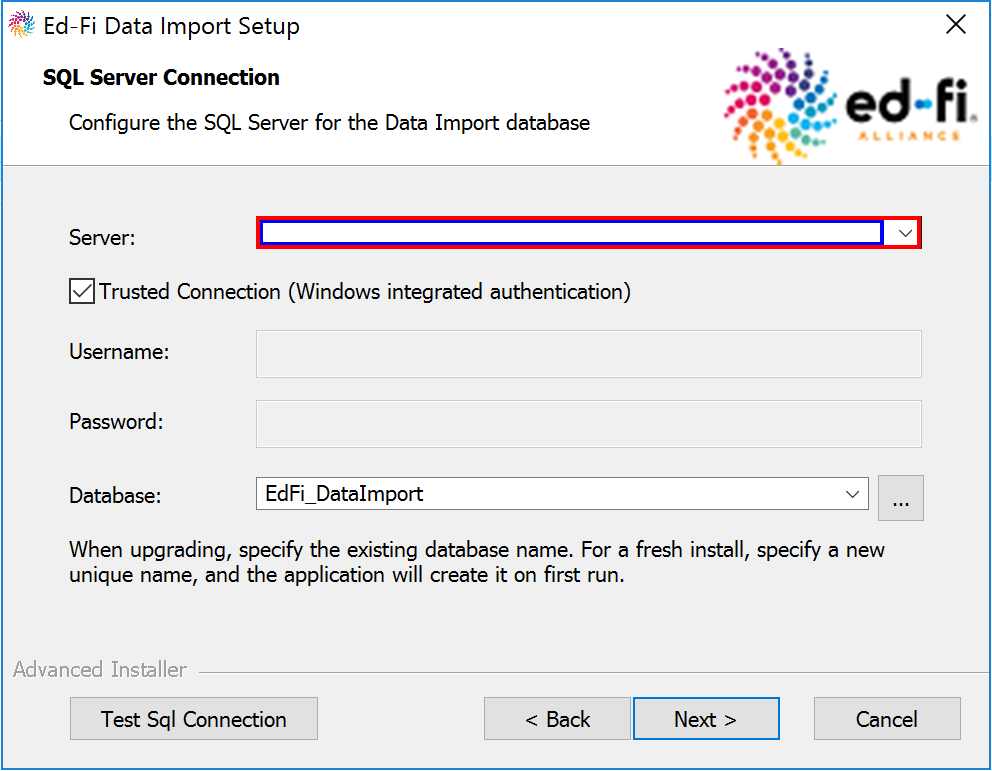 Ed-Fi Data Import Setup
SQL Server Connection
Configure the SQL Server for the Data Import database
ed-fi®
ALLIANCE
Server:
Trusted Connection (Windows integrated authentication)
Username:
Password:
Database:
EdFi_DataImport
...
When upgrading, specify the existing database name. For a fresh install, specify a new
unique name, and the application will create it on first run.
Advanced Installer
Test Sql Connection
< Back
Next >
Cancel